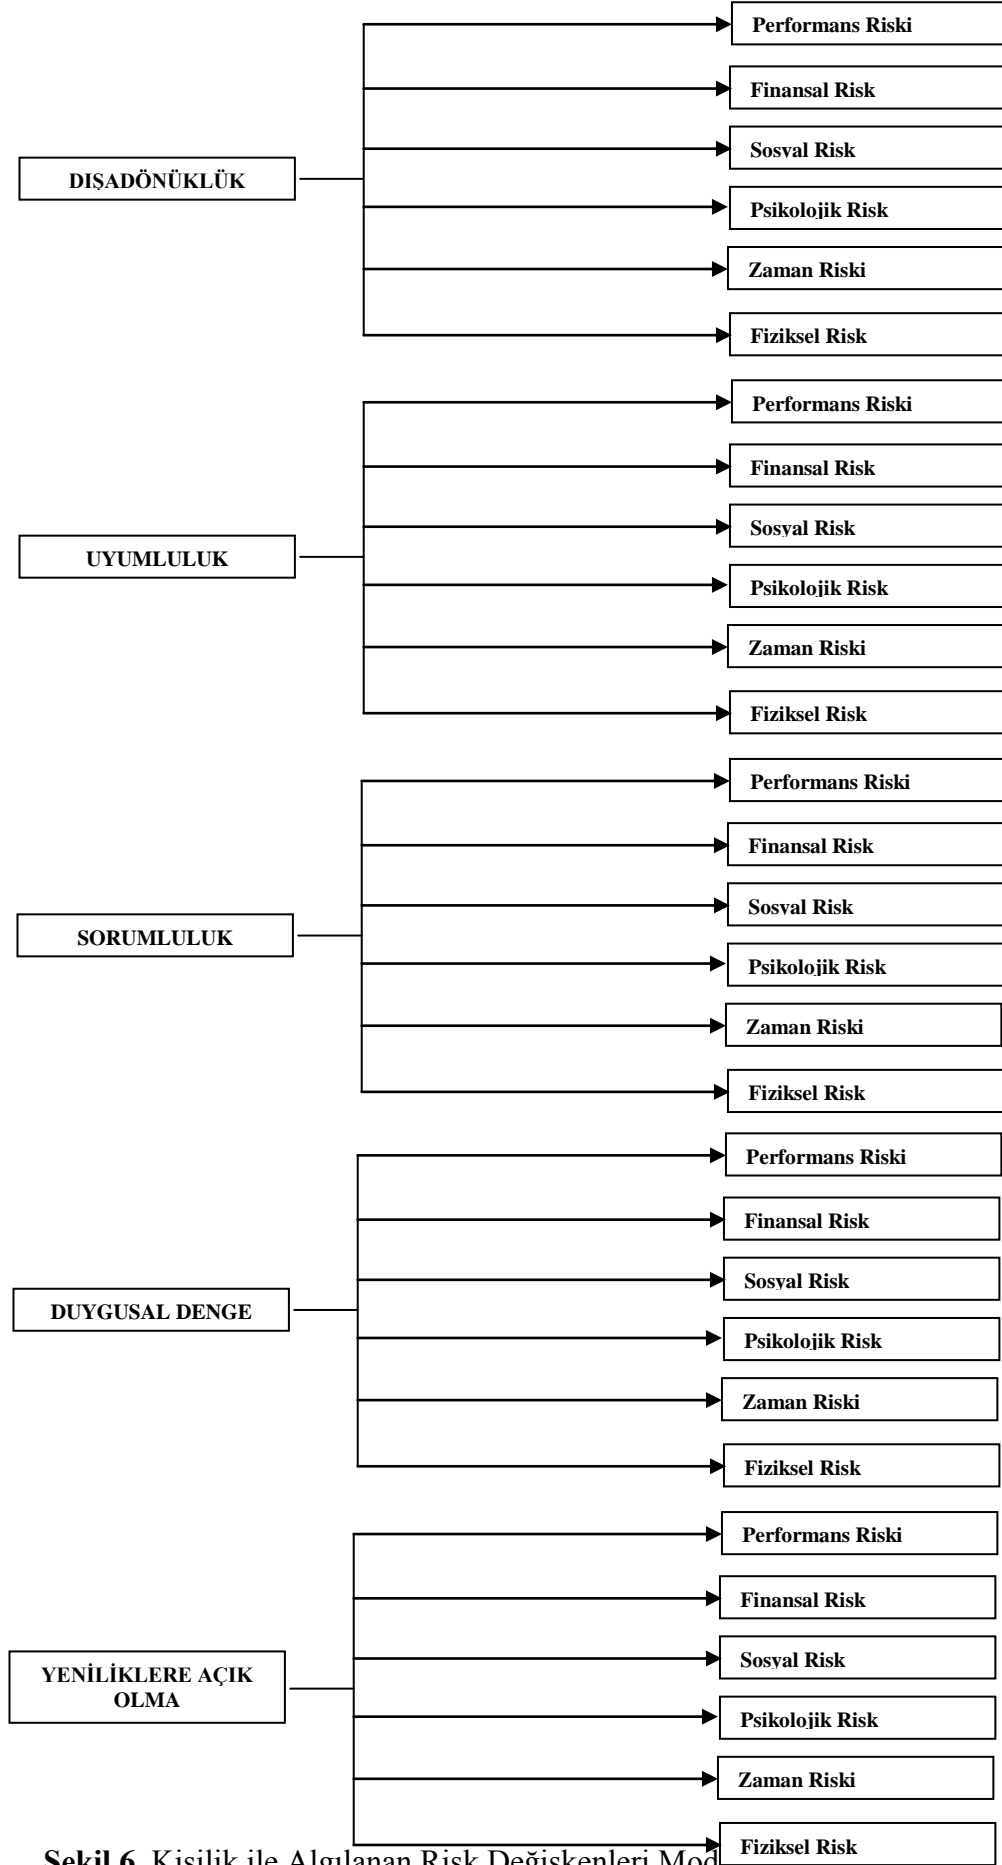 Performans Riski
Finansal Risk
Sosyal Risk
DIŞADÖNÜKLÜK
Psikolojik Risk
Zaman Riski
Fiziksel Risk
Performans Riski
Finansal Risk
Sosyal Risk
UYUMLULUK
Psikolojik Risk
Zaman Riski
Fiziksel Risk
Performans Riski
Finansal Risk
Sosyal Risk
SORUMLULUK
Psikolojik Risk
Zaman Riski
Fiziksel Risk
Performans Riski
Finansal Risk
Sosyal Risk
DUYGUSAL DENGE
Psikolojik Risk
Zaman Riski
Fiziksel Risk
Performans Riski
Finansal Risk
Sosyal Risk
YENİLİKLERE AÇIK
OLMA
Psikolojik Risk
Zaman Riski
Fiziksel Risk
Şekil 6. Kişilik ile Algılanan Risk Değişkenleri